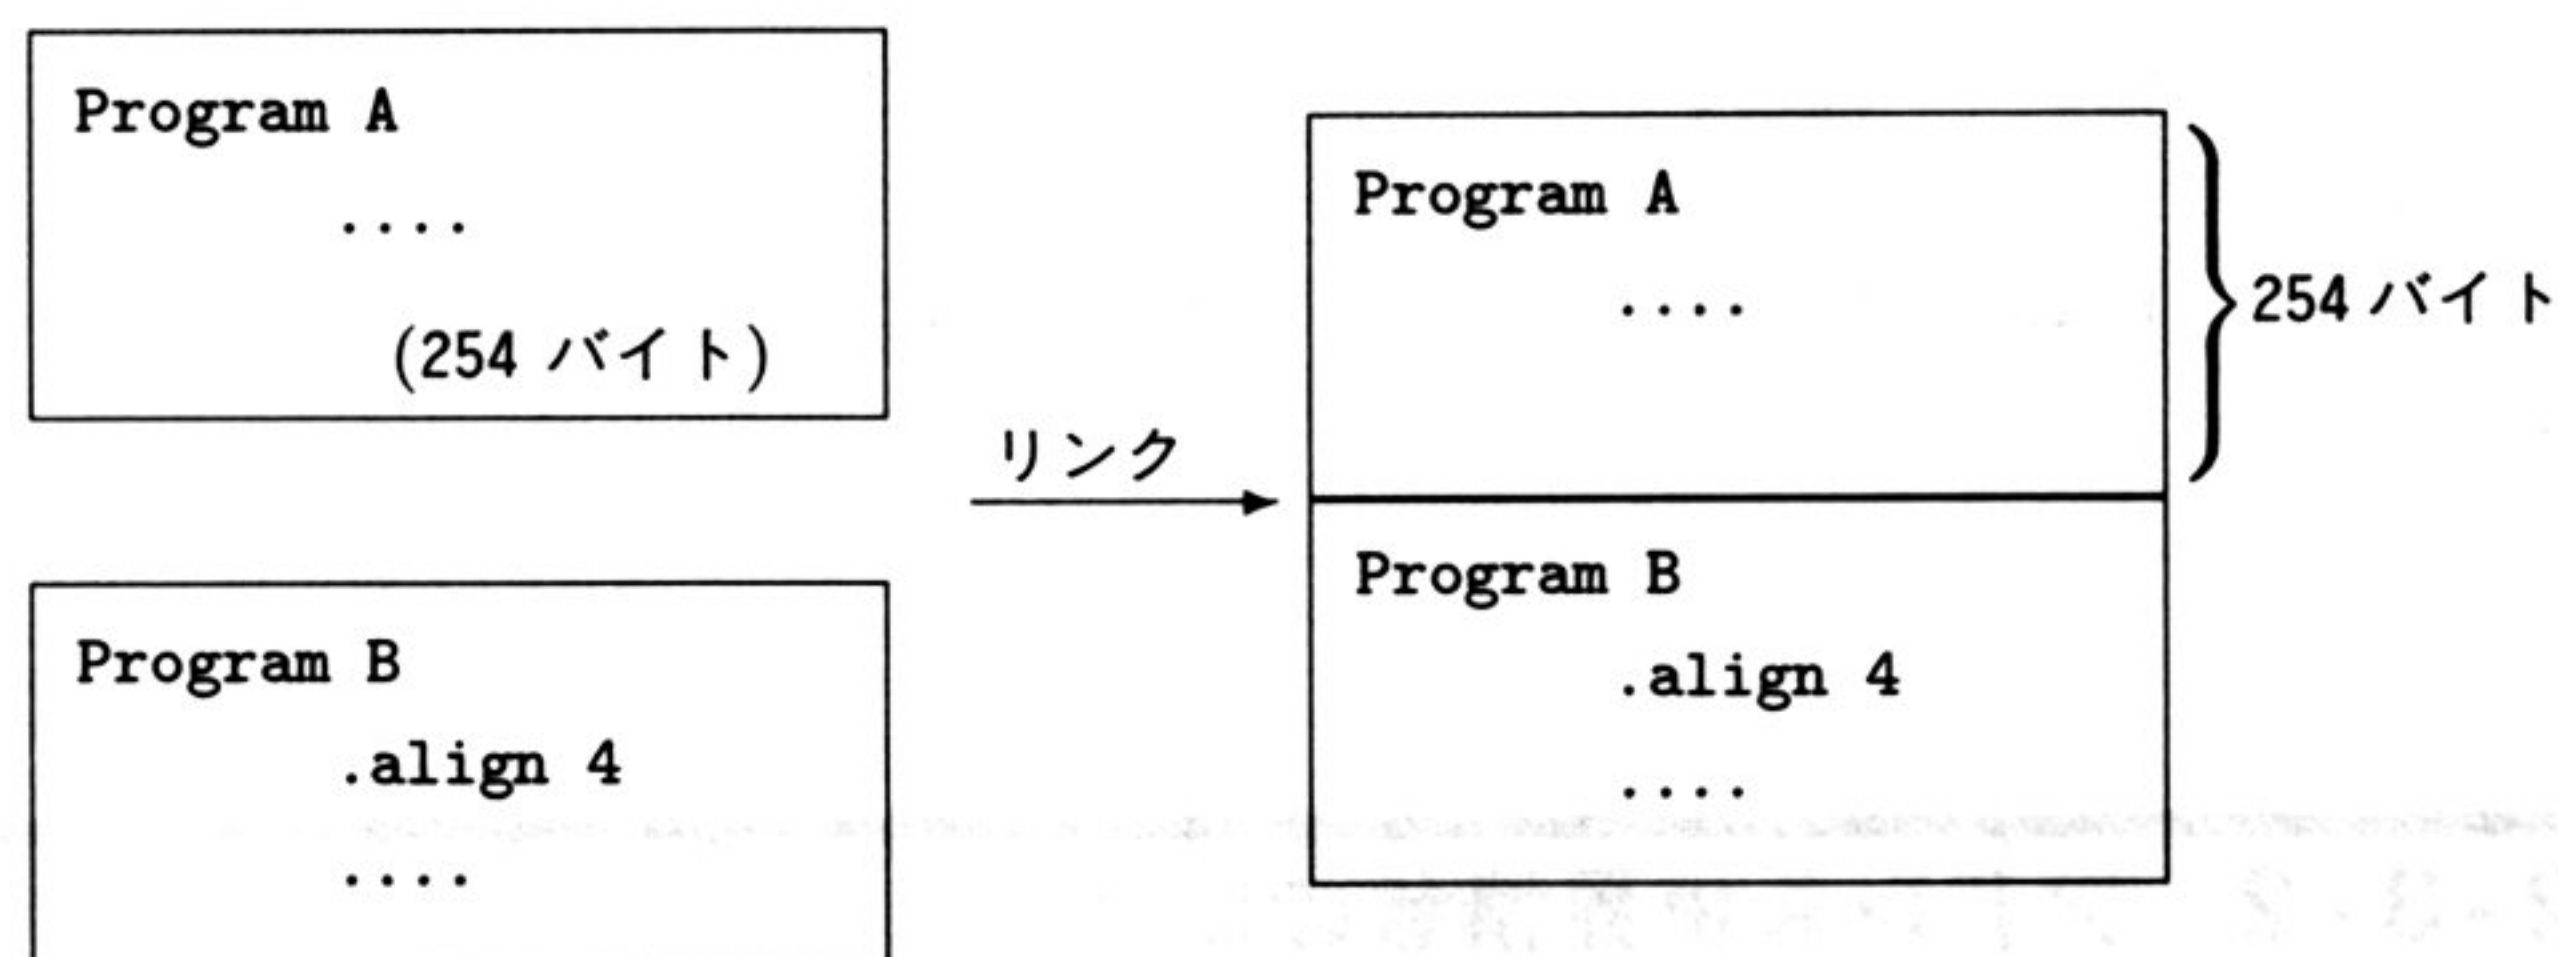 Program A
....
(254 バイト)
Program B
.align 4
....
リンク
Program A
....
254 バイト
Program B
.align 4
....